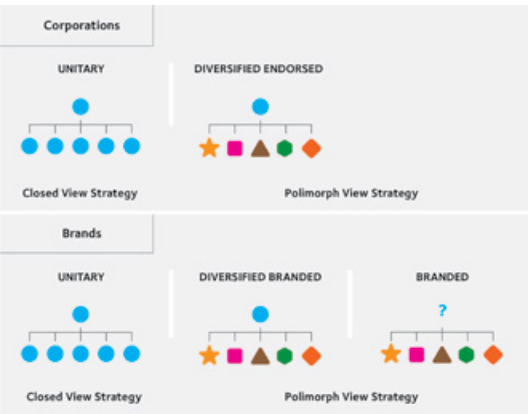 Corporations
UNITARY
DIVERSIFIED ENDORSED
Closed View Strategy
Polimorph View Strategy
Brands
UNITARY
DIVERSIFIED BRANDED
BRANDED
?
Closed View Strategy
Polimorph View Strategy